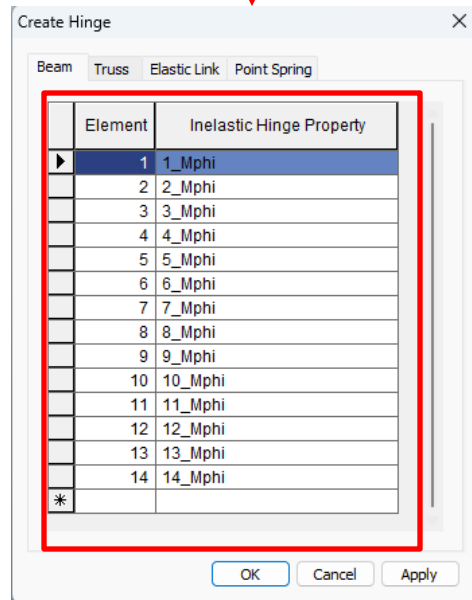 Create Hinge
Beam Truss Elastic Link Point Spring
Element Inelastic Hinge Property
1 1_Mphi
2 2_Mphi
3 3_Mphi
4 4_Mphi
5 5_Mphi
6 6_Mphi
7 7_Mphi
8 8_Mphi
9 9_Mphi
10 10_Mphi
11 11_Mphi
12 12_Mphi
13 13_Mphi
14 14_Mphi
OK Cancel Apply